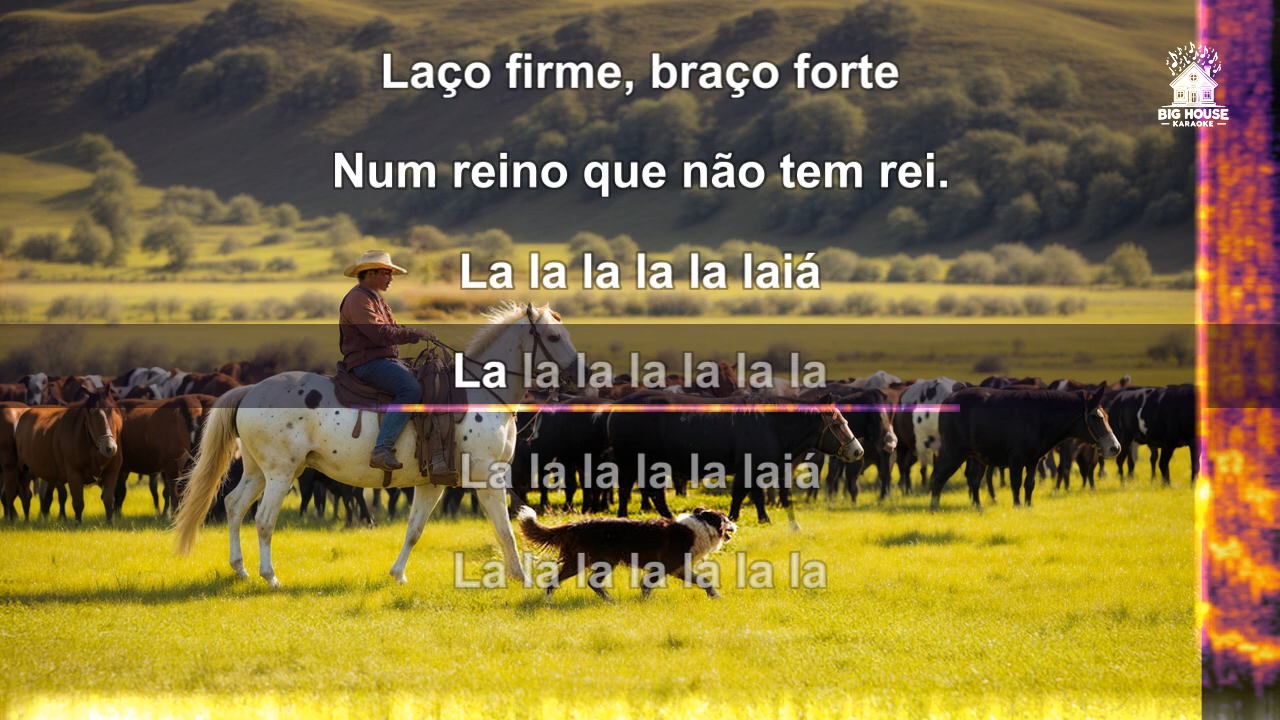 Laço firme, braço forte
Num reino que não tem rei.
La la la la la laiá
La la la la la la la
La la la la la laiá
La la la la la la la
BIG HOUSE
KARAOKE